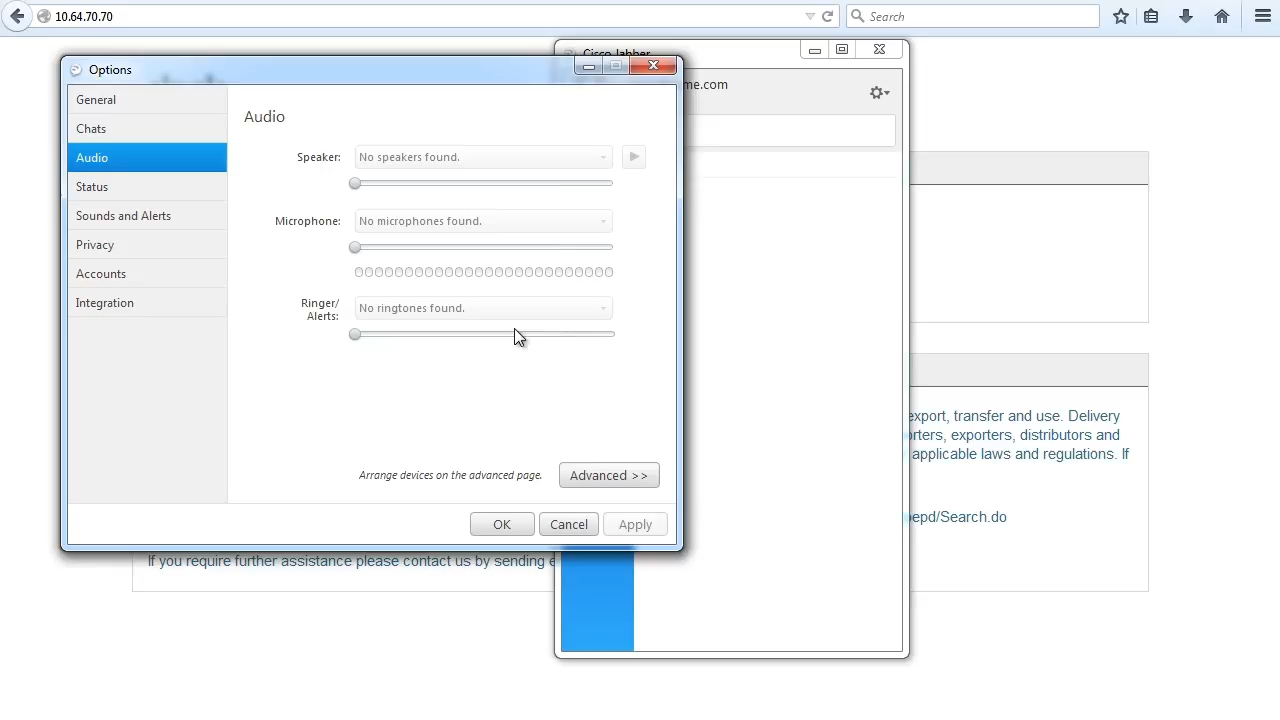 10.64.70.70
Search
Cisco Jabber
Options
me.com
General
Chats
Audio
Status
Sounds and Alerts
Privacy
Accounts
Integration
Audio
Speaker:
No speakers found.
Microphone:
No microphones found.
Ringer/
Alerts:
No ringtones found.
Arrange devices on the advanced page.
Advanced >>
OK
Cancel
Apply
export, transfer and use. Delivery
orters, exporters, distributors and
applicable laws and regulations. If
pepd/Search.do
If you require further assistance please contact us by sending e